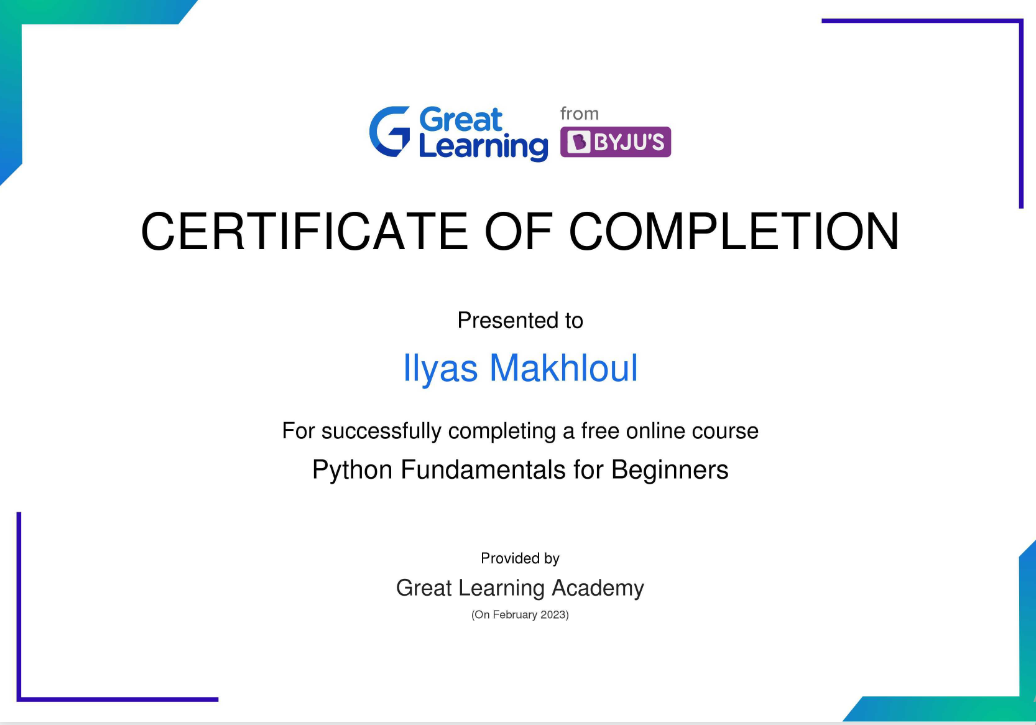 Great
Learning
from
BYJU'S
CERTIFICATE OF COMPLETION
Presented to
Ilyas Makhloul
For successfully completing a free online course
Python Fundamentals for Beginners
Provided by
Great Learning Academy
(On February 2023)